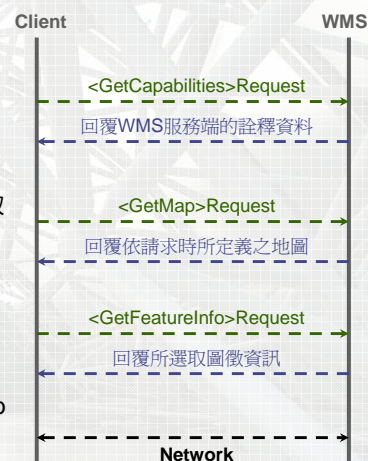 Client WMS
<GetCapabilities>Request
回覆WMS服務端的詮釋資料
<GetMap>Request
回覆依請求時所定義之地圖
<GetFeatureInfo>Request
回覆所選取圖徵資訊
Network